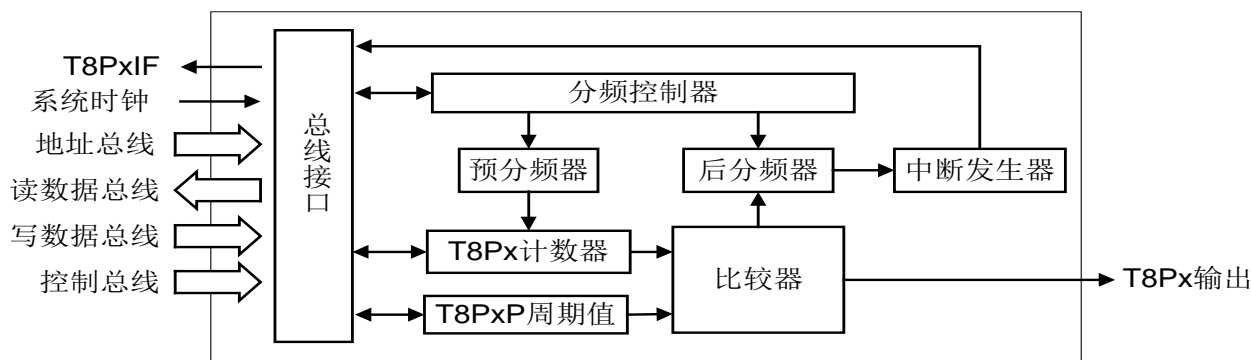 T8PxIF
系统时钟
地址总线
读数据总线
写数据总线
控制总线
总线接口
分频控制器
预分频器
后分频器
中断发生器
T8Px计数器
比较器
T8PxP周期值
T8Px输出